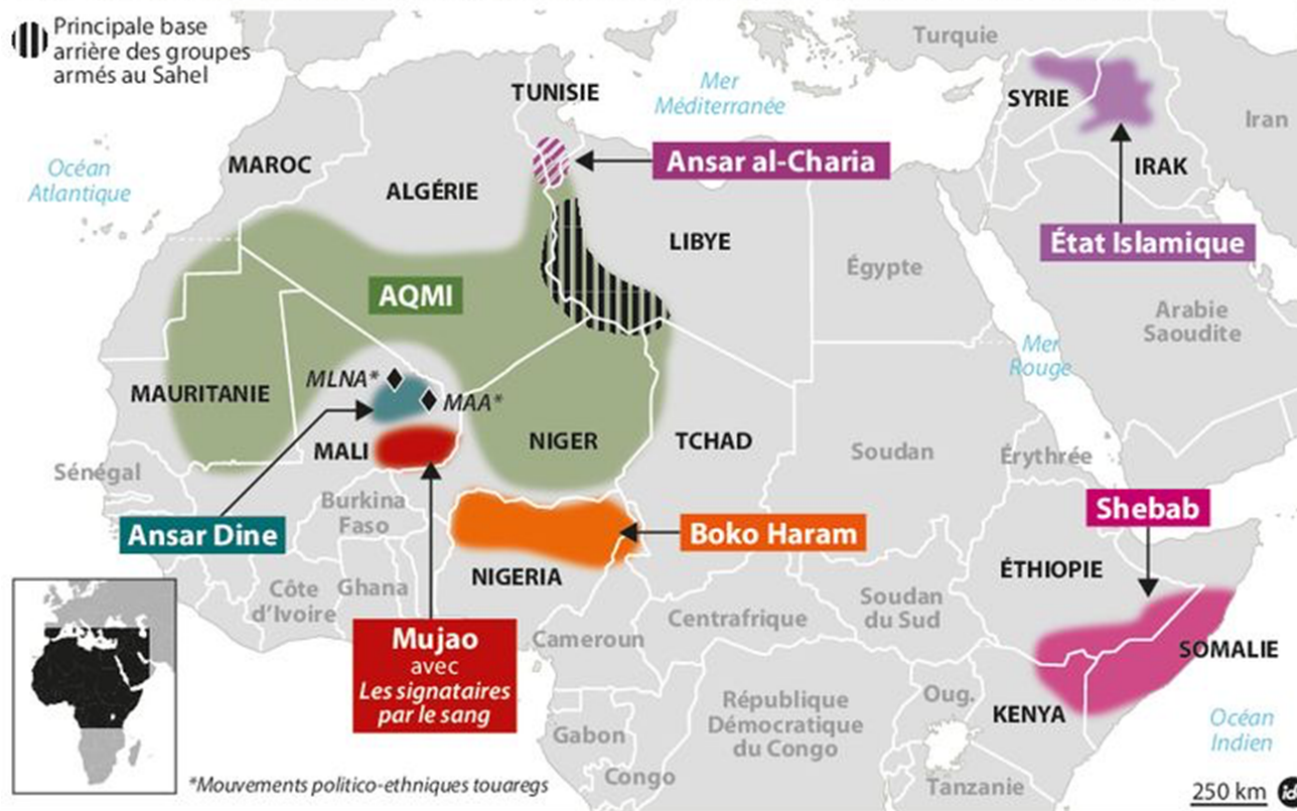 Principale base
arrière des groupes
armés au Sahel
Turquie
Mer
Méditerranée
TUNISIE
SYRIE
Iran
Océan
Atlantique
MAROC
ALGÉRIE
Ansar al-Charia
IRAK
LIBYE
État Islamique
Égypte
AQMI
Arabie
Saoudite
Mer
Rouge
MLNA*
MAURITANIE
MAA*
MALI
NIGER
TCHAD
Soudan
Érythrée
Sénégal
Burkina
Faso
Shebab
Ansar Dine
Boko Haram
NIGERIA
ÉTHIOPIE
Côte
d'Ivoire
Ghana
Centrafrique
Soudan
du Sud
Mujao
avec
Les signataires
par le sang
Cameroun
SOMALIE
Oug.
République
Démocratique
du Congo
KENYA
Gabon
Océan
Indien
Congo
Tanzanie
*Mouvements politico-ethniques touaregs
250 km
id